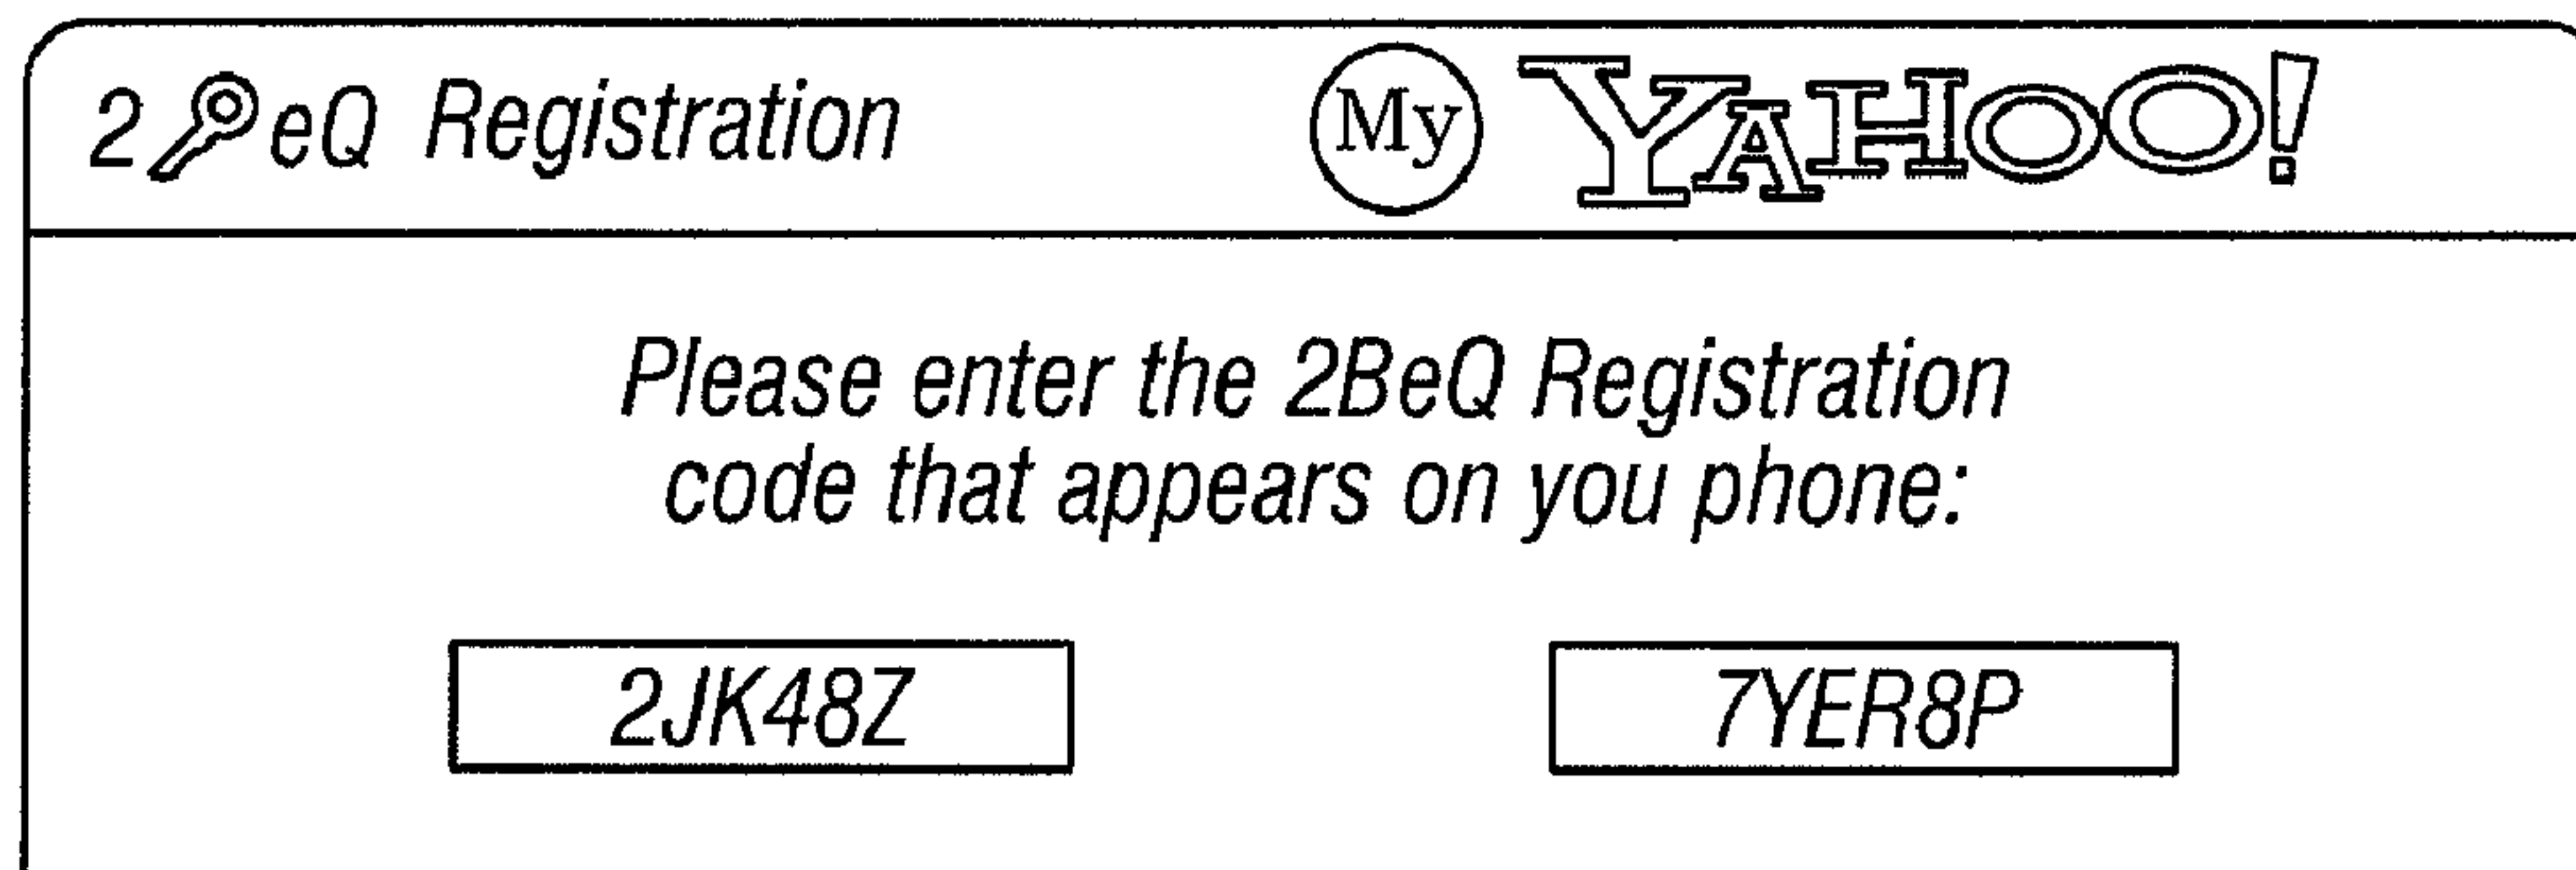 2 eQ Registration
My YAHOO!
Please enter the 2BeQ Registration
code that appears on you phone:
2JK48Z
7YER8P